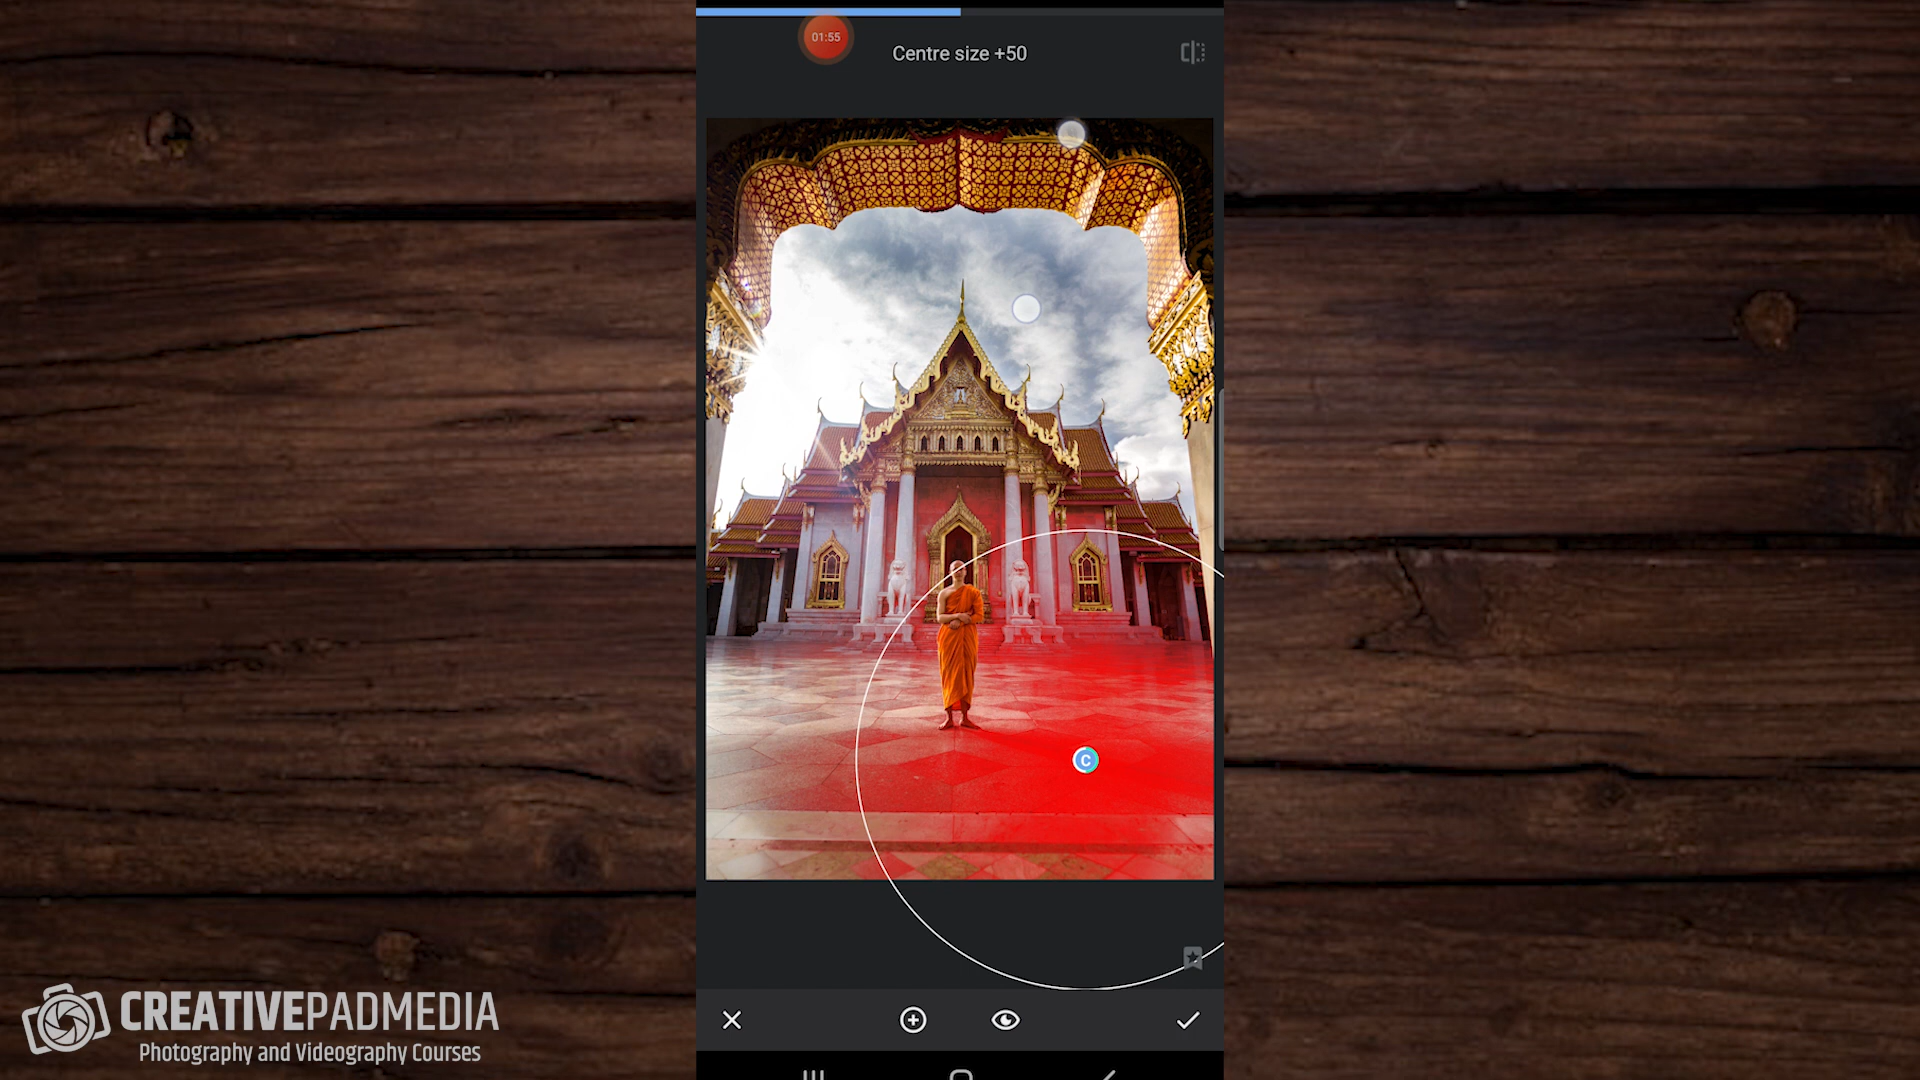 01:55
Centre size +50
C
CREATIVEPADMEDIA
Photography and Videography Courses